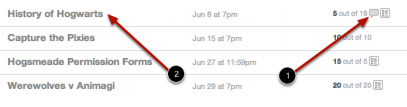 History of Hogwarts Jun 8 at 7pm 5 out of 19
Capture the Pixies Jun 15 at 7pm 10 out of 10
Hogsmeade Permission Forms Jun 27 at 11:59pm 15 out of 5
Werewolves v Animagi Jun 29 at 7pm 20 out of 20
2
1